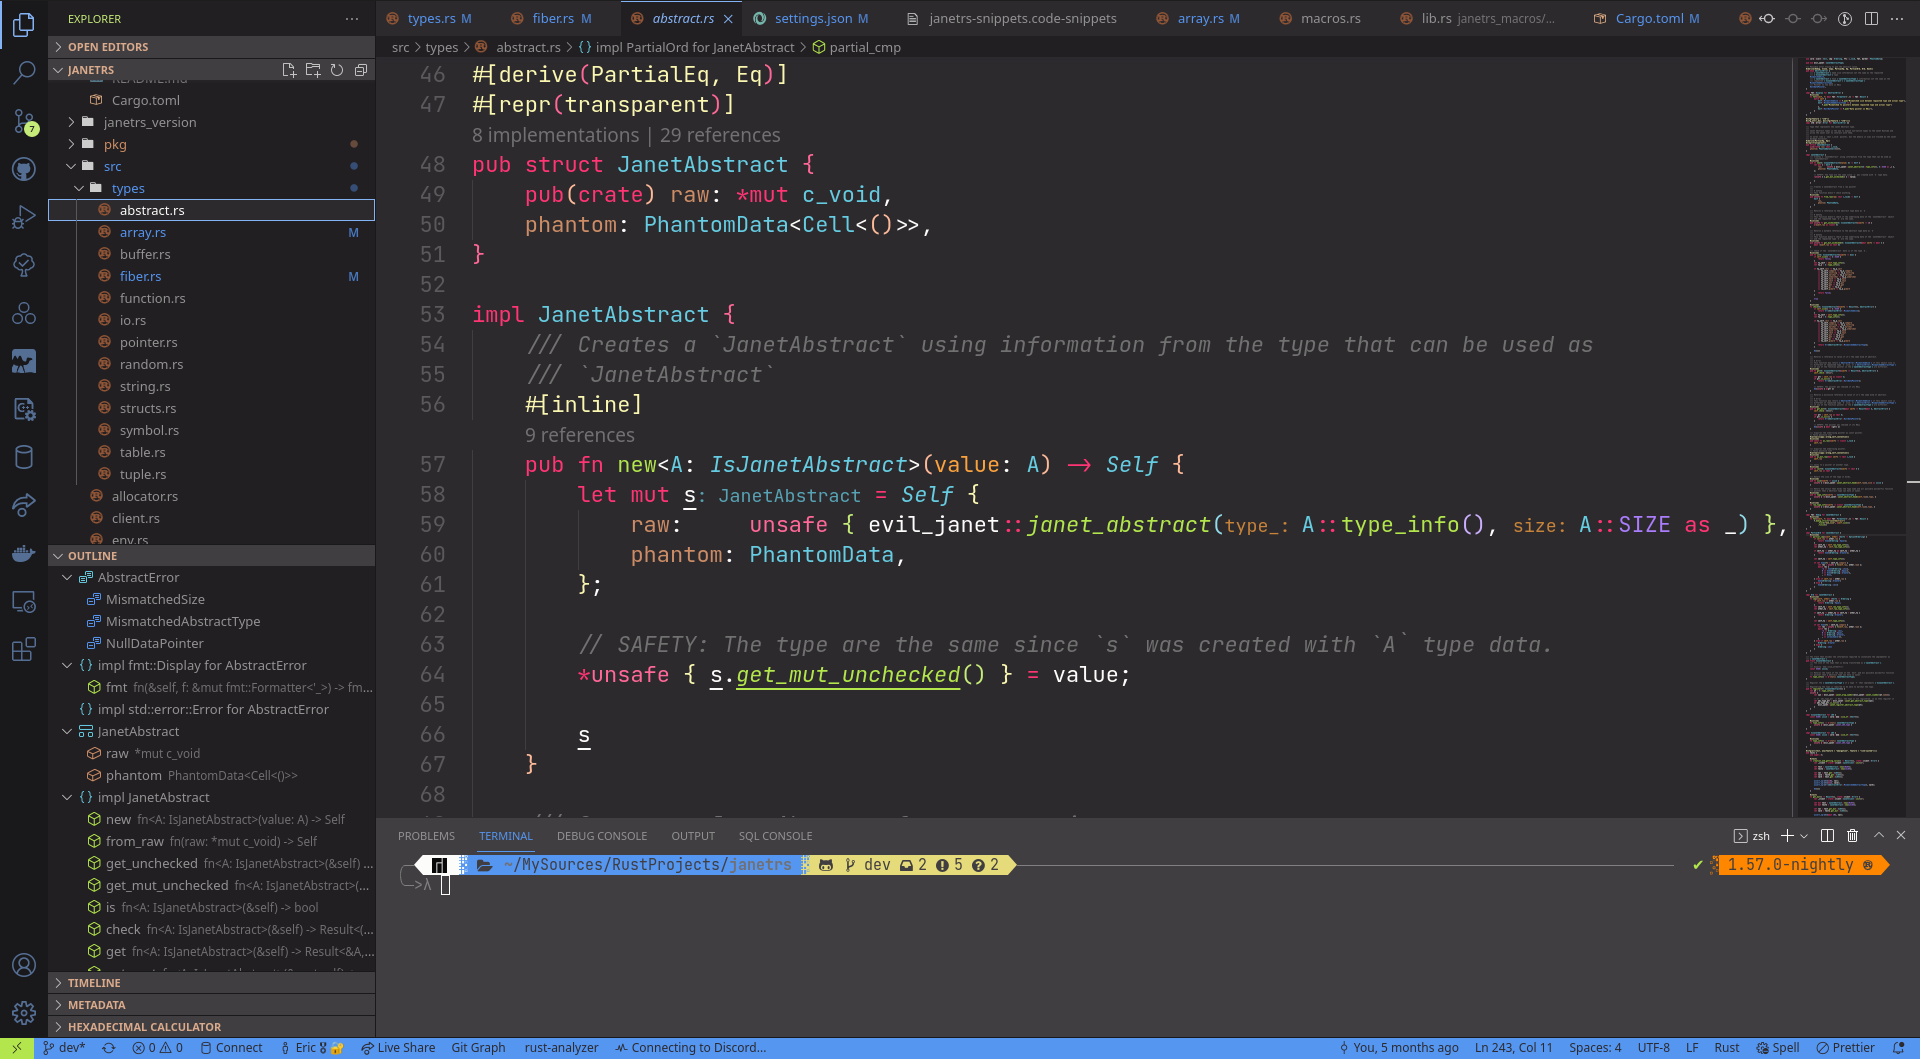 EXPLORER
OPEN EDITORS
JANETRS
README.md
Cargo.toml
janetrs_version
pkg
src
types
abstract.rs
array.rs M
buffer.rs
fiber.rs M
function.rs
io.rs
pointer.rs
random.rs
string.rs
structs.rs
symbol.rs
table.rs
tuple.rs
allocator.rs
client.rs
env.rs
OUTLINE
AbstractError
MismatchedSize
MismatchedAbstractType
NullDataPointer
{} impl fmt::Display for AbstractError
fmt fn(&self, f: &mut fmt::Formatter<'_>) -> fm...
{} impl std::error::Error for AbstractError
JanetAbstract
raw *mut c_void
phantom PhantomData<Cell<()>>
{} impl JanetAbstract
new fn<A: IsJanetAbstract>(value: A) -> Self
from_raw fn(raw: *mut c_void) -> Self
get_unchecked fn<A: IsJanetAbstract>(&self) ...
get_mut_unchecked fn<A: IsJanetAbstract>(...
is fn<A: IsJanetAbstract>(&self) -> bool
check fn<A: IsJanetAbstract>(&self) -> Result<(...
get fn<A: IsJanetAbstract>(&self) -> Result<&A,...
TIMELINE
METADATA
HEXADECIMAL CALCULATOR
7
types.rs M fiber.rs M abstract.rs settings.json M janetrs-snippets.code-snippets array.rs M macros.rs lib.rs janetrs_macros/... Cargo.toml M
src > types > abstract.rs > {} impl PartialOrd for JanetAbstract > partial_cmp
46 #[derive(PartialEq, Eq)]
47 #[repr(transparent)]
8 implementations | 29 references
48 pub struct JanetAbstract {
49 pub(crate) raw: *mut c_void,
50 phantom: PhantomData<Cell<()>>,
51 }
52
53 impl JanetAbstract {
54 /// Creates a `JanetAbstract` using information from the type that can be used as
55 /// `JanetAbstract`
56 #[inline]
9 references
57 pub fn new<A: IsJanetAbstract>(value: A) -> Self {
58 let mut s: JanetAbstract = Self {
59 raw: unsafe { evil_janet::janet_abstract(type_: A::type_info(), size: A::SIZE as _) },
60 phantom: PhantomData,
61 };
62
63 // SAFETY: The type are the same since `s` was created with `A` type data.
64 *unsafe { s.get_mut_unchecked() } = value;
65
66 s
67 }
68
PROBLEMS TERMINAL DEBUG CONSOLE OUTPUT SQL CONSOLE zsh
~/MySources/RustProjects/janetrs dev 2 5 2 ✔ 1.57.0-nightly
->λ
dev* 0 0 Connect Eric Live Share Git Graph rust-analyzer Connecting to Discord... You, 5 months ago Ln 243, Col 11 Spaces: 4 UTF-8 LF Rust Spell Prettier